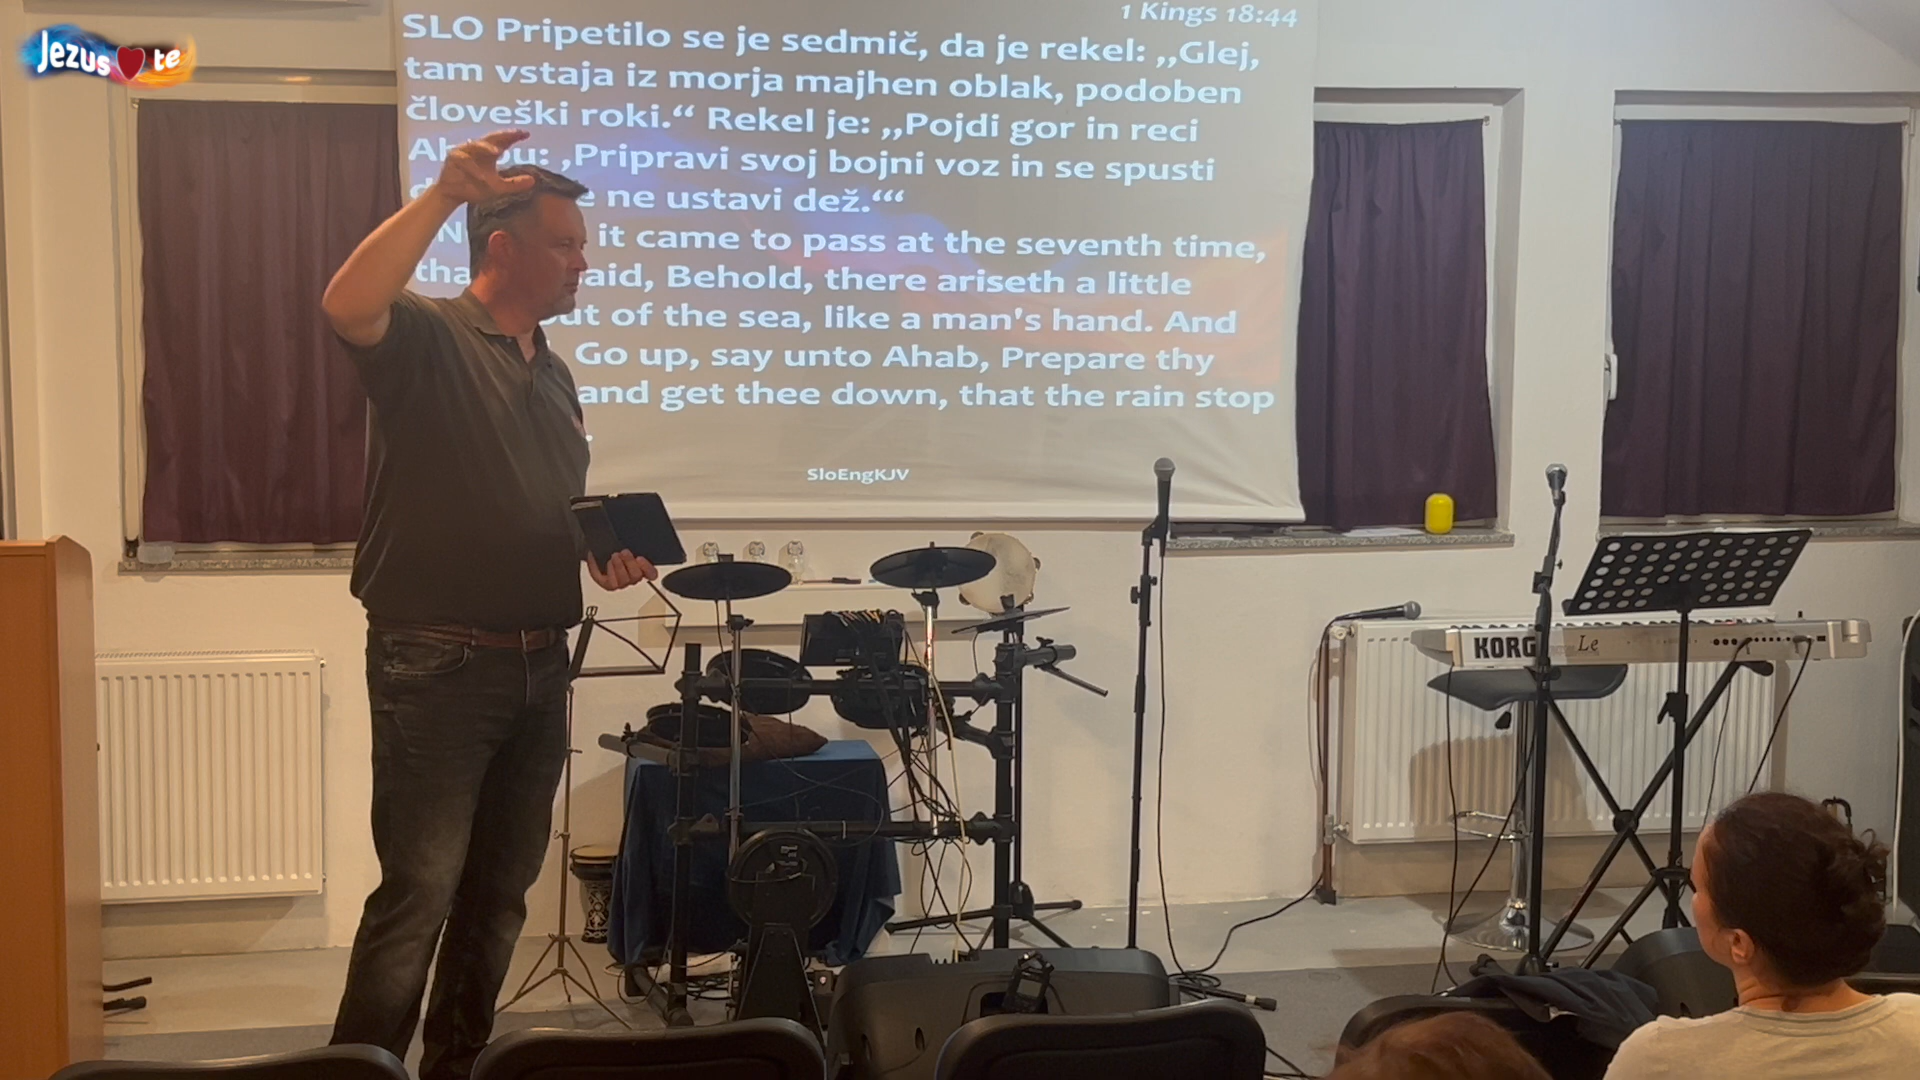 Jezus te
1 Kings 18:44
SLO Pripetilo se je sedmič, da je rekel: ,,Glej,
tam vstaja iz morja majhen oblak, podoben
človeški roki.“ Rekel je: ,,Pojdi gor in reci
Pripravi svoj bojni voz in se spusti
ne ustavi dež.‘“
it came to pass at the seventh time,
Behold, there ariseth a little
of the sea, like a man's hand. And
Go up, say unto Ahab, Prepare thy
and get thee down, that the rain stop
SloEngKJV
KORG Le